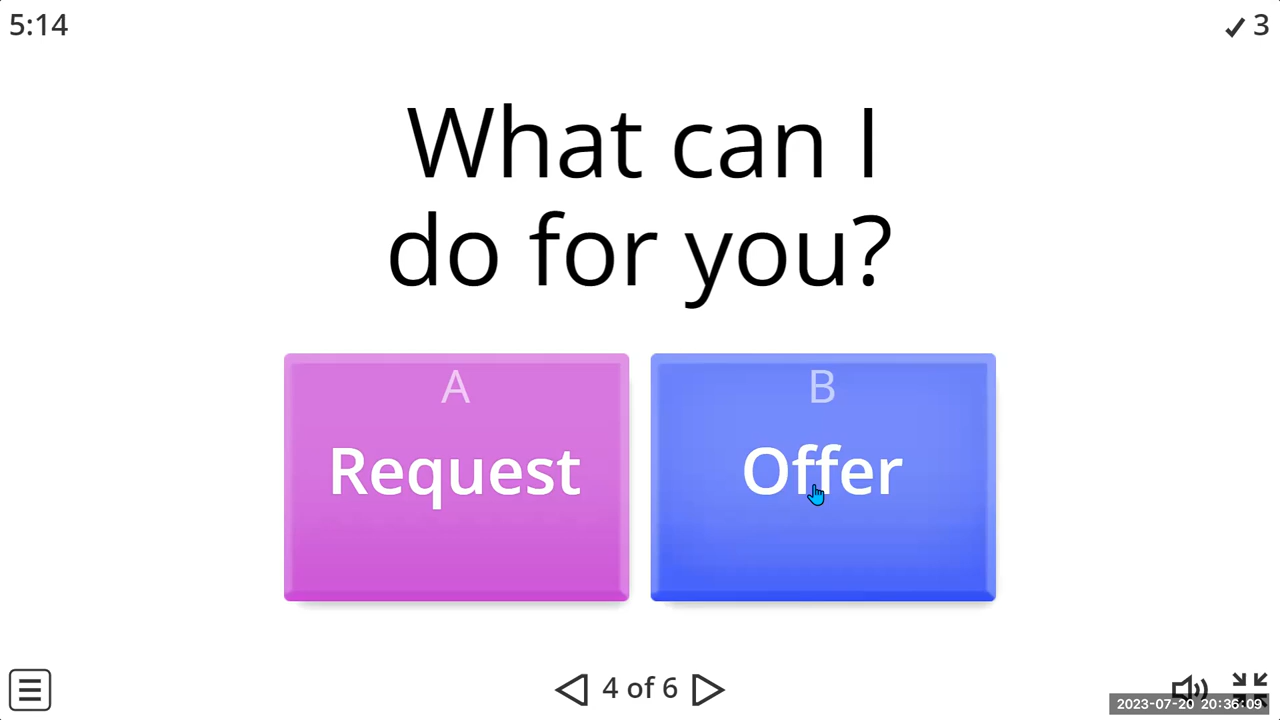 5:14
✓ 3
What can I
do for you?
A
Request
B
Offer
4 of 6
2023-07-20 20:36:09